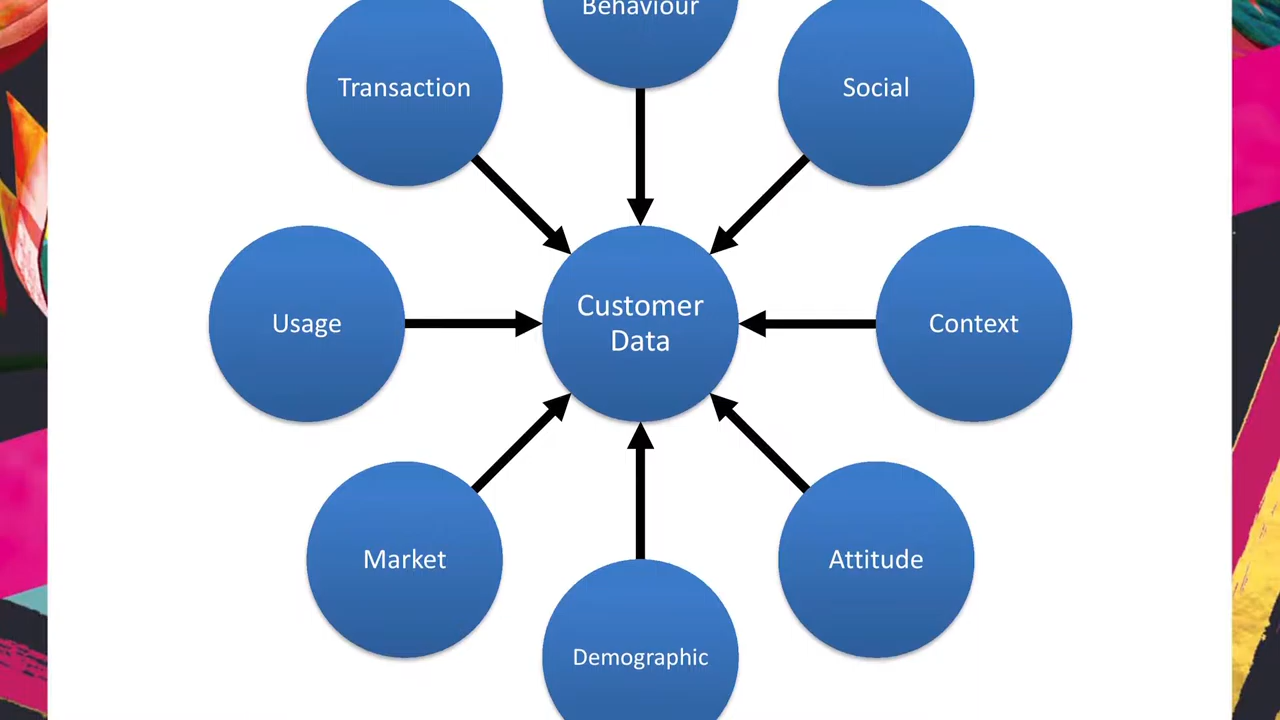 Behaviour
Transaction
Social
Customer
Data
Usage
Context
Market
Attitude
Demographic